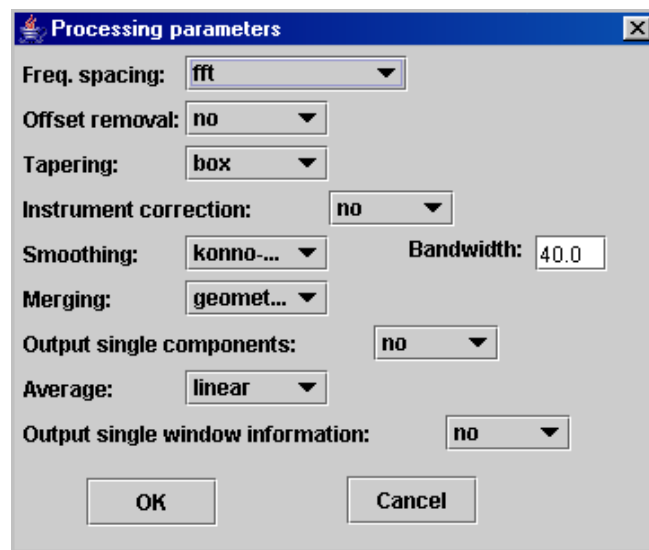 Processing parameters
Freq. spacing: fft
Offset removal: no
Tapering: box
Instrument correction: no
Smoothing: konno-... Bandwidth: 40.0
Merging: geomet...
Output single components: no
Average: linear
Output single window information: no
OK Cancel